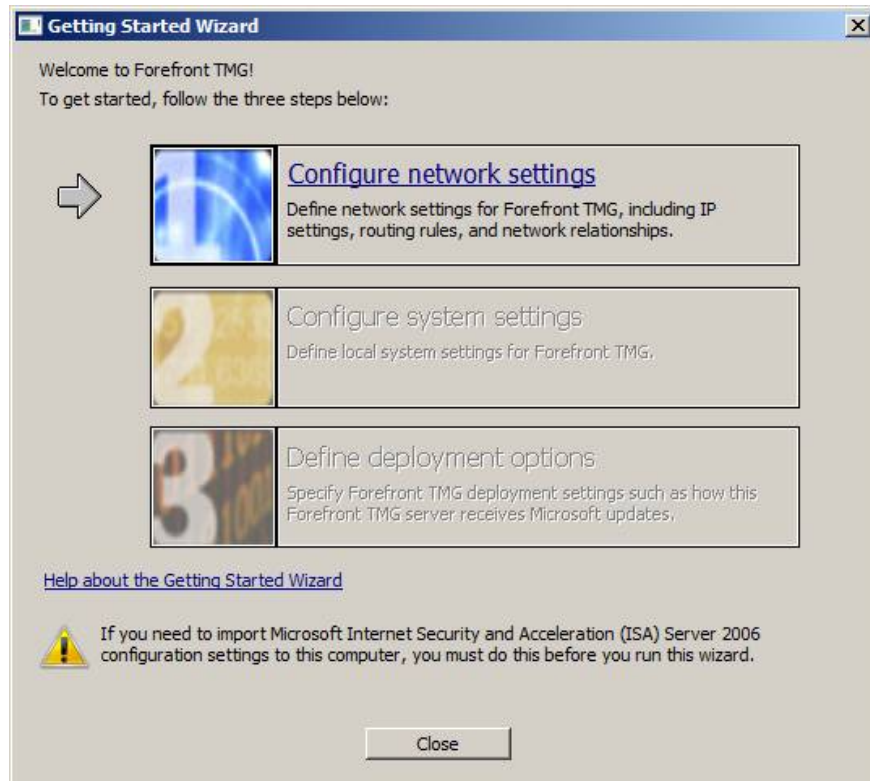 Getting Started Wizard
Welcome to Forefront TMG!
To get started, follow the three steps below:
1
Configure network settings
Define network settings for Forefront TMG, including IP
settings, routing rules, and network relationships.
2
Configure system settings
Define local system settings for Forefront TMG.
3
Define deployment options
Specify Forefront TMG deployment settings such as how this
Forefront TMG server receives Microsoft updates.
Help about the Getting Started Wizard
If you need to import Microsoft Internet Security and Acceleration (ISA) Server 2006
configuration settings to this computer, you must do this before you run this wizard.
Close